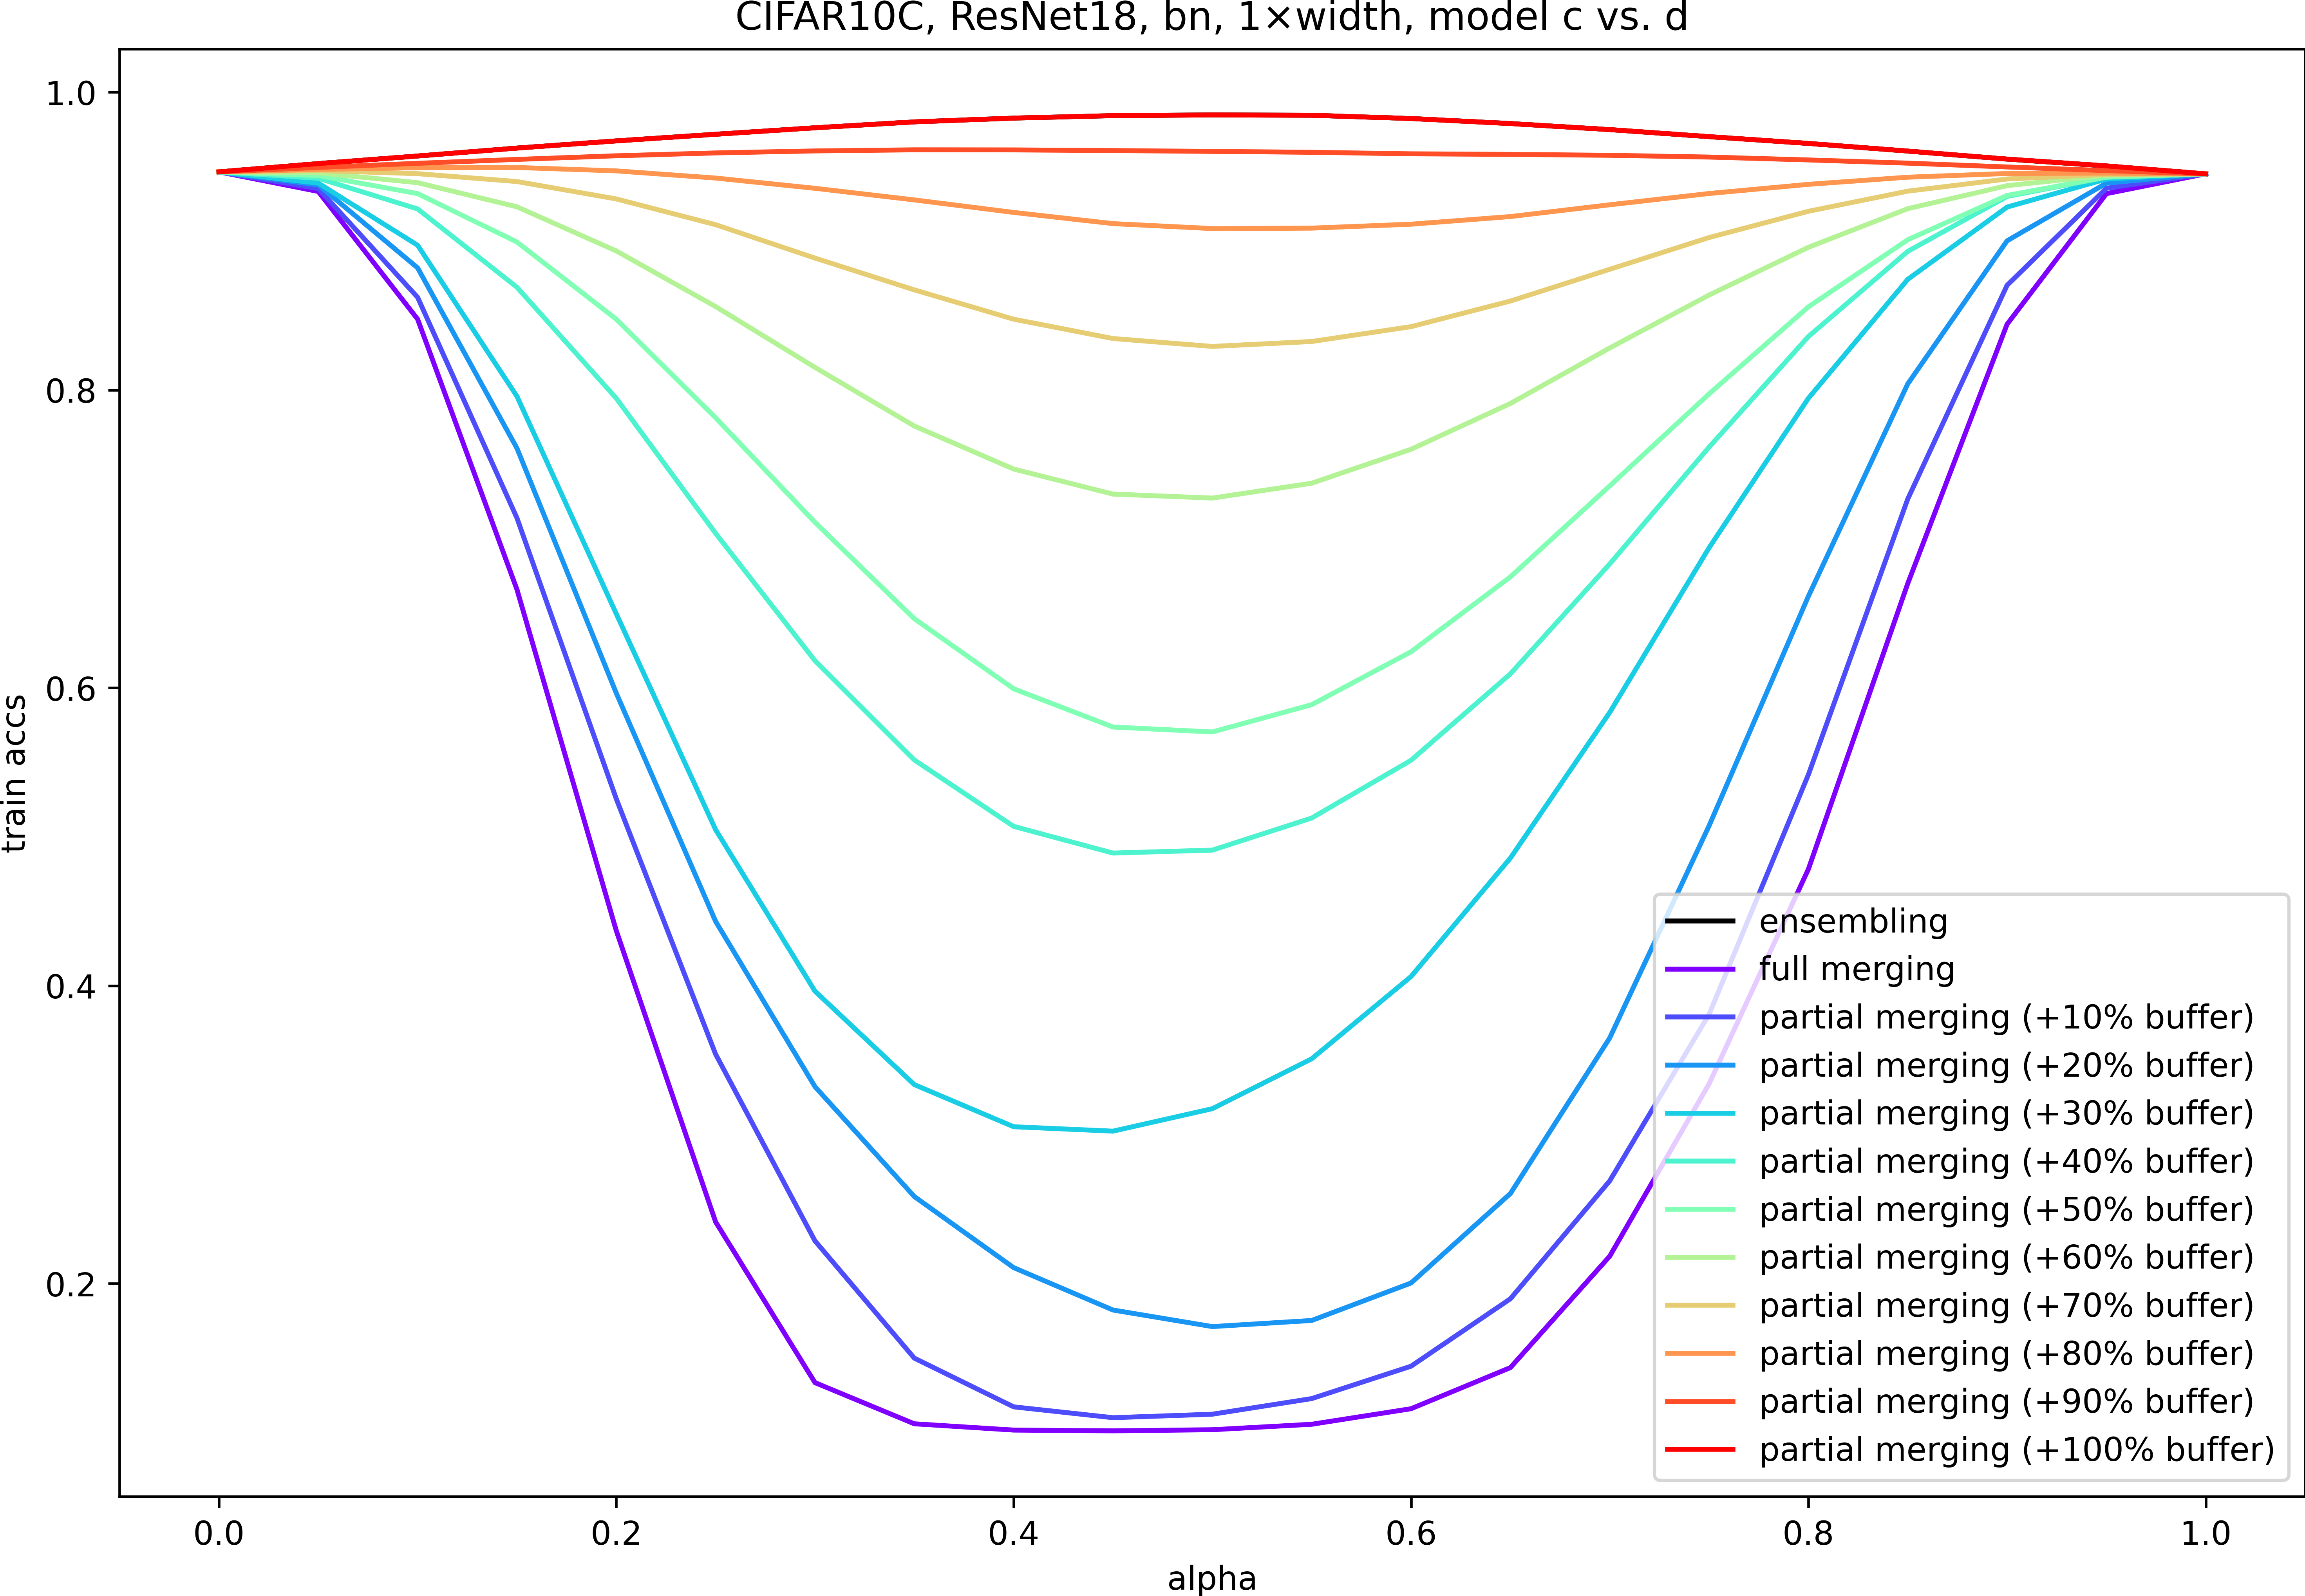 CIFAR10C, ResNet18, bn, 1×width, model c vs. d
1.0
0.8
0.6
0.4
0.2
train accs
ensembling
full merging
partial merging (+10% buffer)
partial merging (+20% buffer)
partial merging (+30% buffer)
partial merging (+40% buffer)
partial merging (+50% buffer)
partial merging (+60% buffer)
partial merging (+70% buffer)
partial merging (+80% buffer)
partial merging (+90% buffer)
partial merging (+100% buffer)
0.0 0.2 0.4 0.6 0.8 1.0
alpha